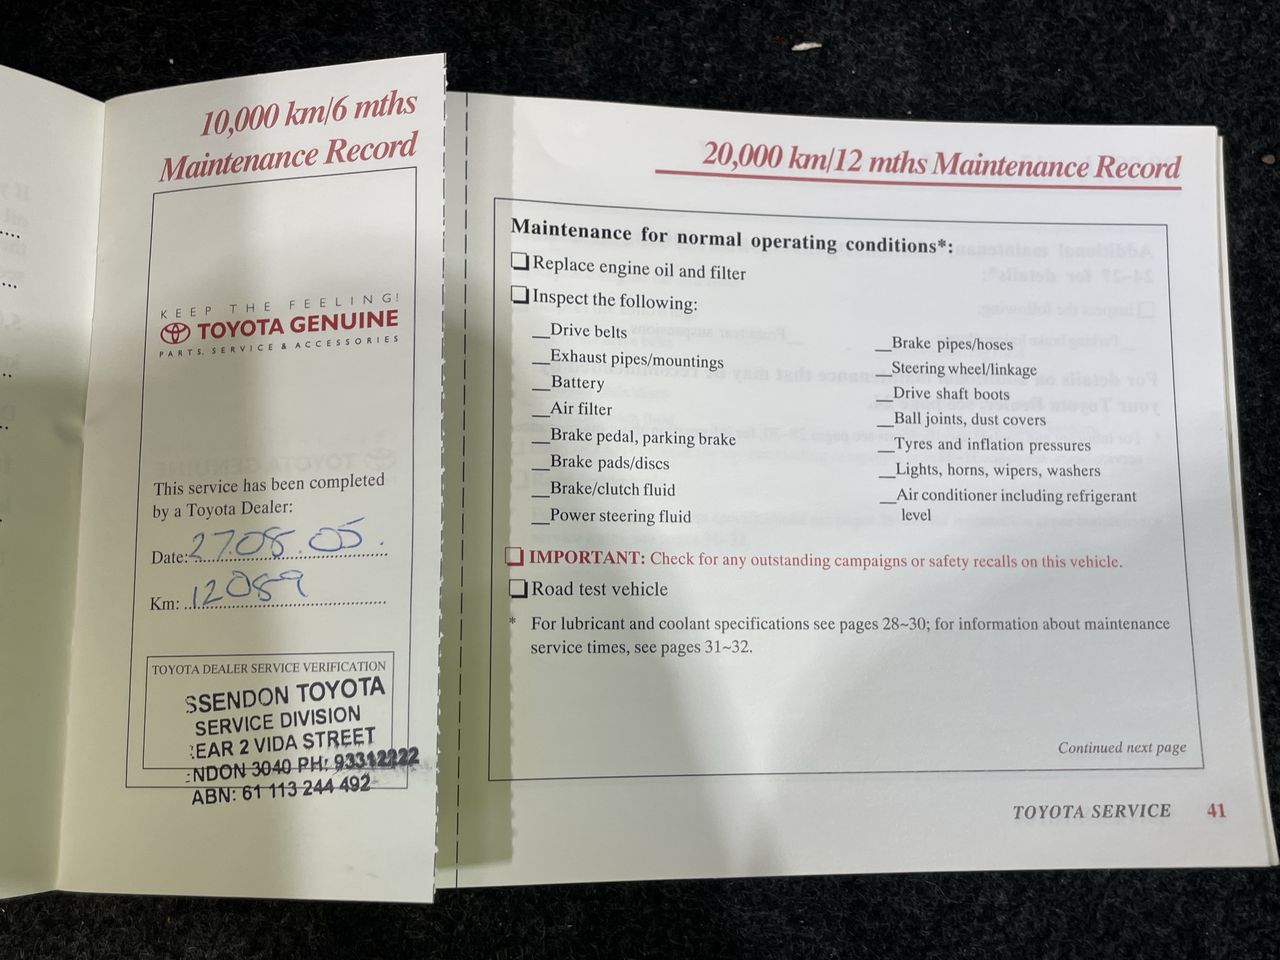 10,000 km/6 mths
Maintenance Record
KEEP THE FEELING!
TOYOTA GENUINE
PARTS, SERVICE & ACCESSORIES
This service has been completed
by a Toyota Dealer:
Date: 27.08.05.
Km: 12089
TOYOTA DEALER SERVICE VERIFICATION
SSENDON TOYOTA
SERVICE DIVISION
EAR 2 VIDA STREET
NDON 3040 PH: 93312222
ABN: 61 113 244 492
20,000 km/12 mths Maintenance Record
Maintenance for normal operating conditions*:
Replace engine oil and filter
Inspect the following:
Drive belts
Exhaust pipes/mountings
Battery
Air filter
Brake pedal, parking brake
Brake pads/discs
Brake/clutch fluid
Power steering fluid
Brake pipes/hoses
Steering wheel/linkage
Drive shaft boots
Ball joints, dust covers
Tyres and inflation pressures
Lights, horns, wipers, washers
Air conditioner including refrigerant
level
IMPORTANT: Check for any outstanding campaigns or safety recalls on this vehicle.
Road test vehicle
* For lubricant and coolant specifications see pages 28~30; for information about maintenance
service times, see pages 31~32.
Continued next page
TOYOTA SERVICE 41